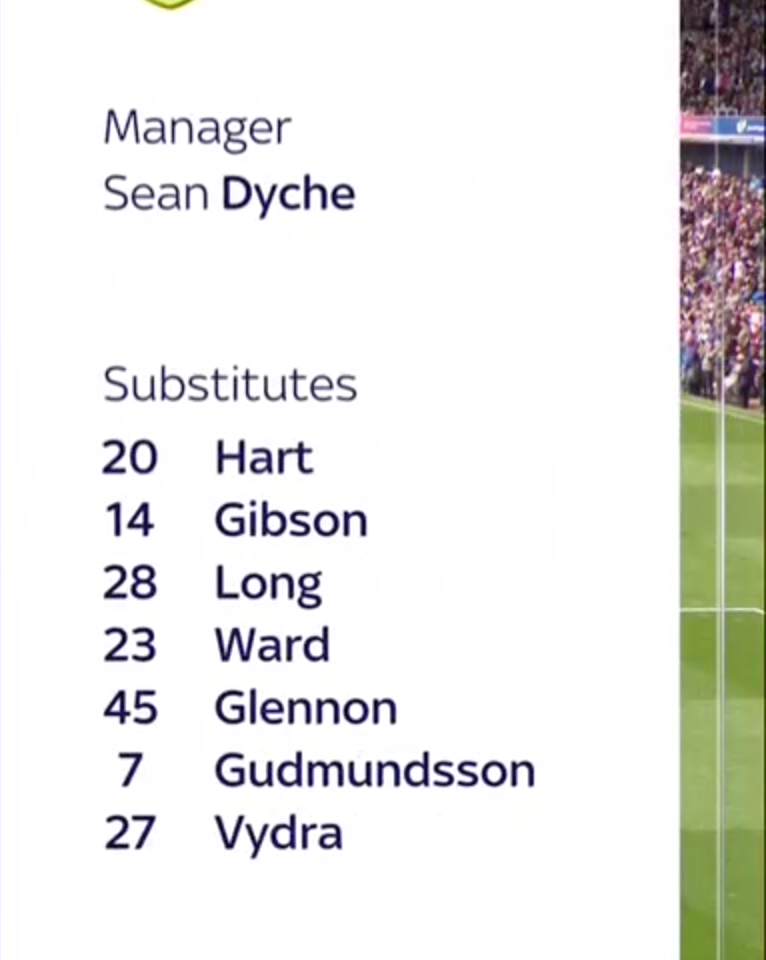 Manager
Sean Dyche
Substitutes
20 Hart
14 Gibson
28 Long
23 Ward
45 Glennon
7 Gudmundsson
27 Vydra